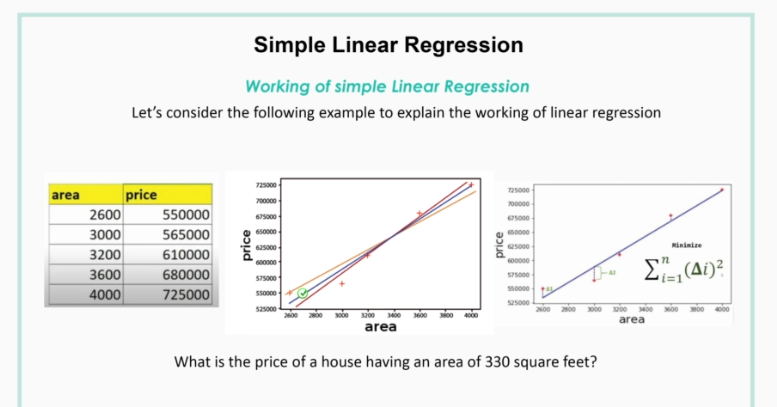 Simple Linear Regression
Working of simple Linear Regression
Let's consider the following example to explain the working of linear regression
area price
2600 550000
3000 565000
3200 610000
3600 680000
4000 725000
725000
700000
675000
650000
625000
600000
575000
550000
525000
price
2600 2800 3000 3200 3400 3600 3800 4000
area
725000
700000
675000
650000
625000
600000
575000
550000
525000
price
Minimize
∑ⁿᵢ₌₁(Δi)²
Δ1
Δ2
2600 2800 3000 3200 3400 3600 3800 4000
area
What is the price of a house having an area of 330 square feet?